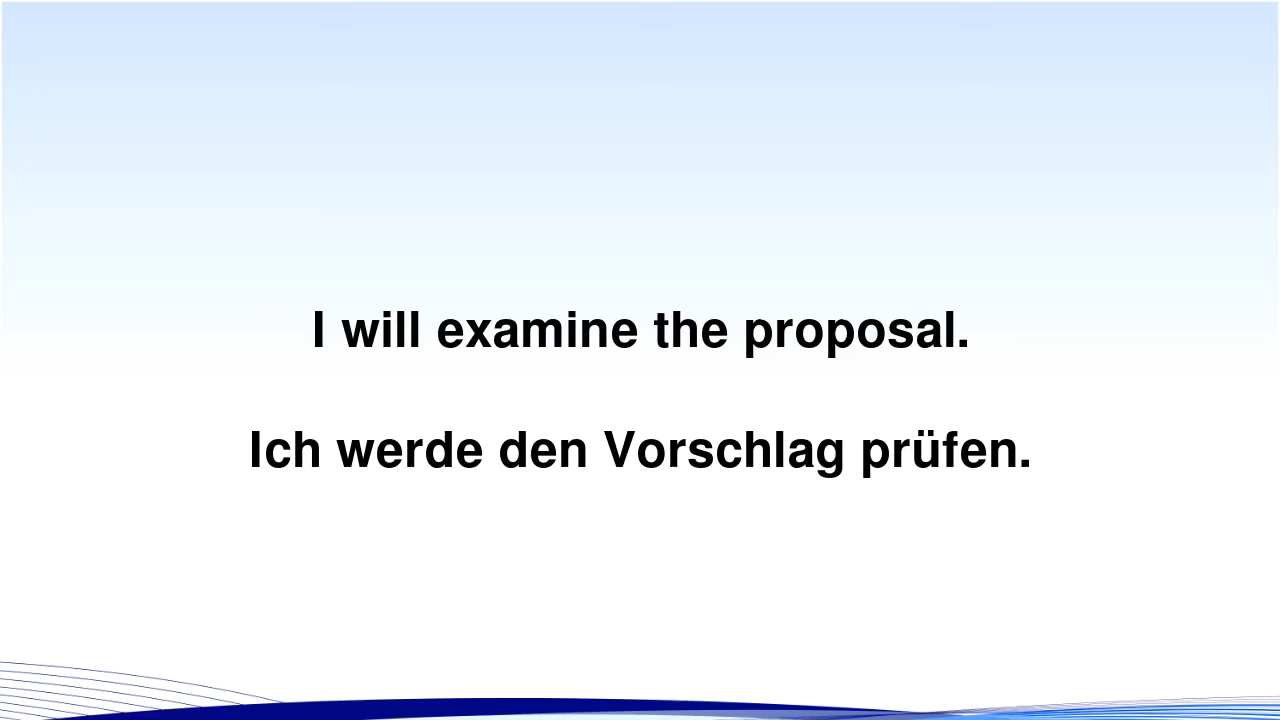 I will examine the proposal.
Ich werde den Vorschlag prüfen.